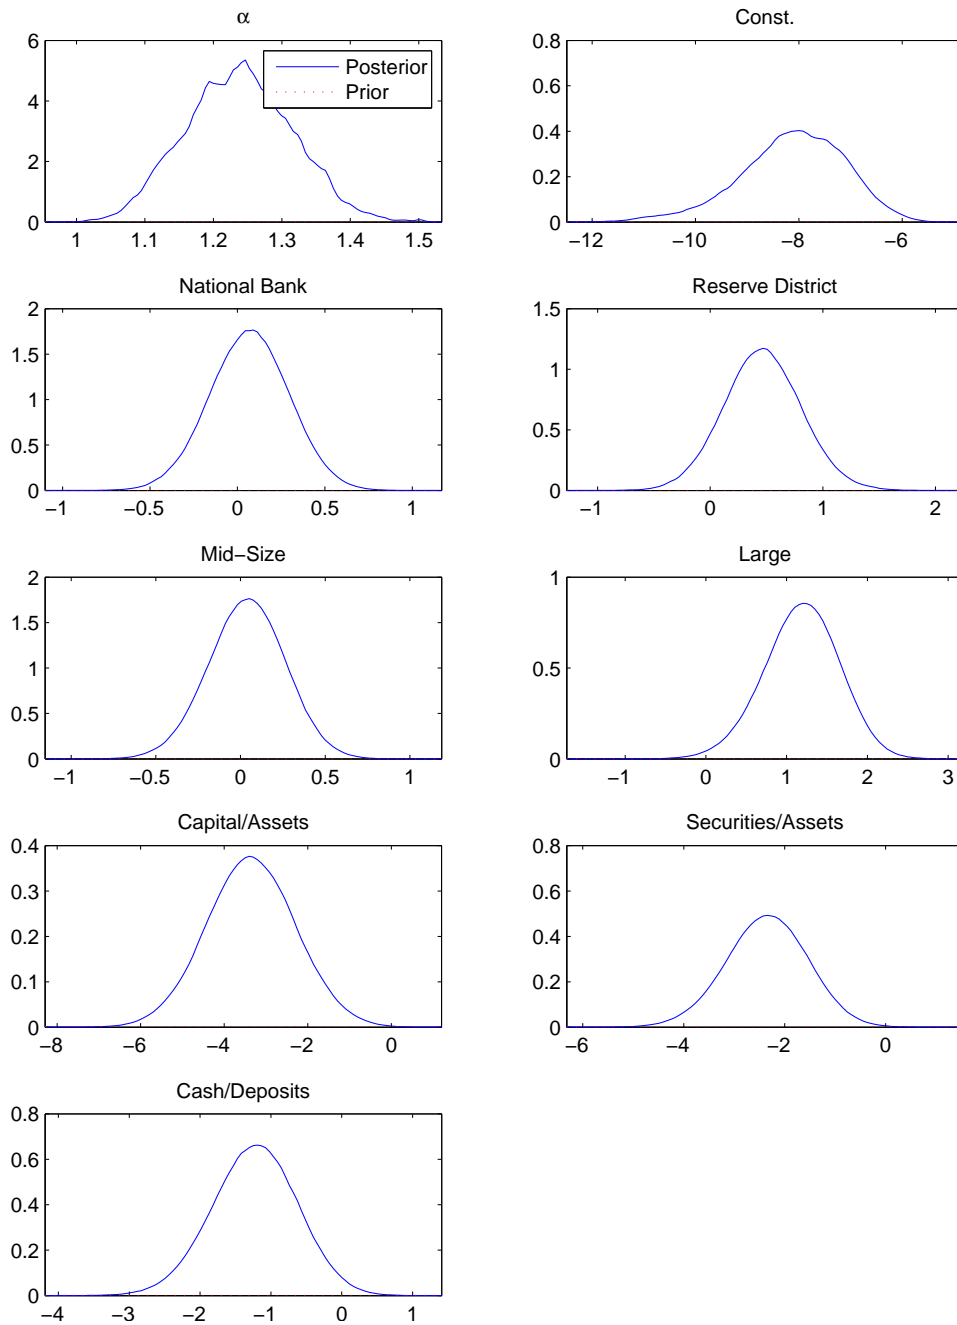 α
Const.
6
4
2
0
Posterior
Prior
1 1.1 1.2 1.3 1.4 1.5
0.8
0.6
0.4
0.2
0
−12 −10 −8 −6
National Bank
Reserve District
2
1.5
1
0.5
0
−1 −0.5 0 0.5 1
1.5
1
0.5
0
−1 0 1 2
Mid−Size
Large
2
1.5
1
0.5
0
−1 −0.5 0 0.5 1
1
0.5
0
−1 0 1 2 3
Capital/Assets
Securities/Assets
0.4
0.3
0.2
0.1
0
−8 −6 −4 −2 0
0.8
0.6
0.4
0.2
0
−6 −4 −2 0
Cash/Deposits
0.8
0.6
0.4
0.2
0
−4 −3 −2 −1 0 1